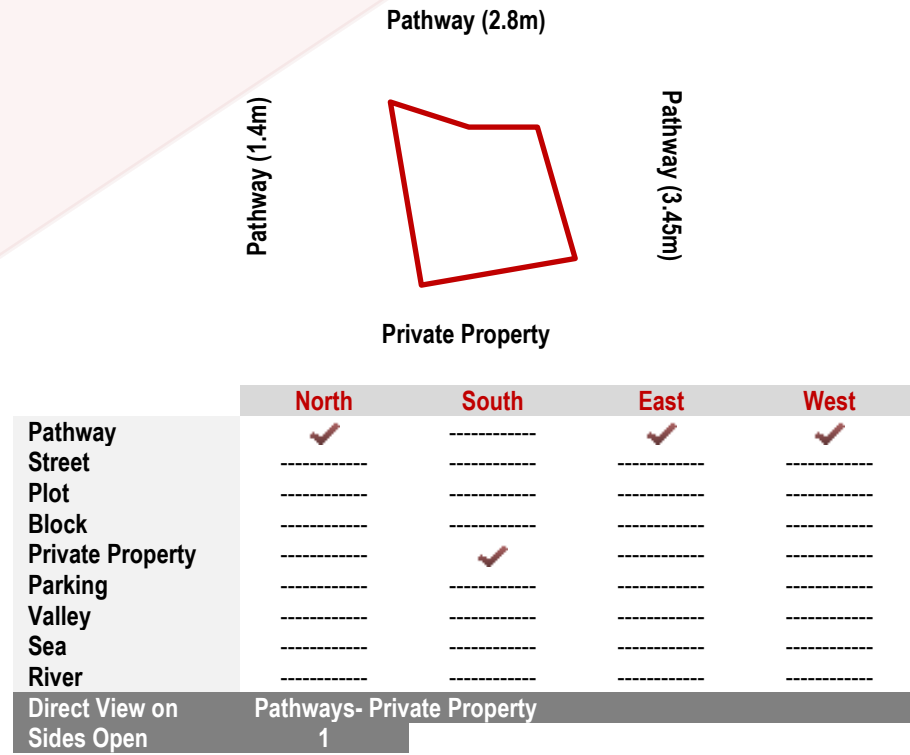 Pathway (2.8m)
Pathway (1.4m)
Pathway (3.45m)
Private Property
North South East West
Pathway ------------
Street ------------ ------------ ------------ ------------
Plot ------------ ------------ ------------ ------------
Block ------------ ------------ ------------ ------------
Private Property ------------ ------------ ------------
Parking ------------ ------------ ------------ ------------
Valley ------------ ------------ ------------ ------------
Sea ------------ ------------ ------------ ------------
River ------------ ------------ ------------ ------------
Direct View on Pathways- Private Property
Sides Open 1